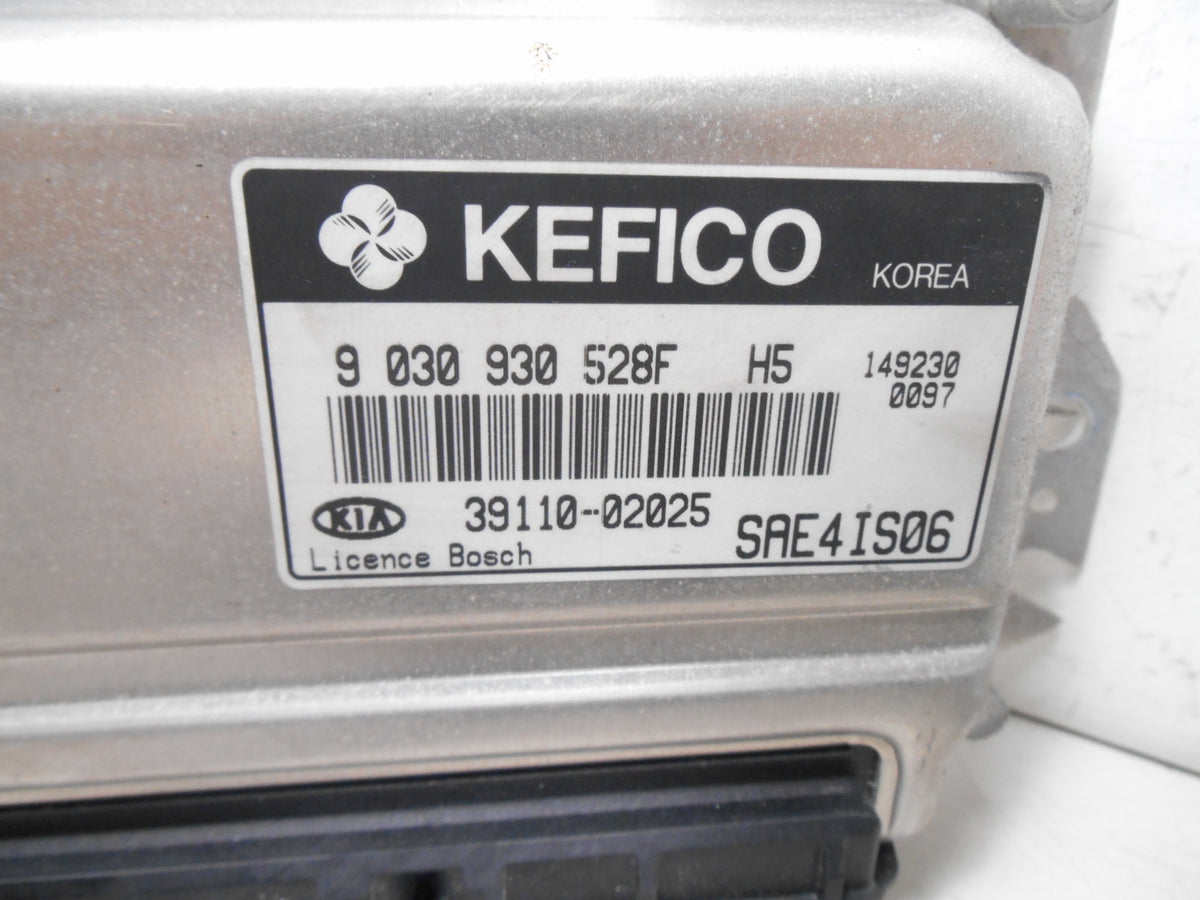 KEFICO KOREA
9 030 930 528F H5 149230
0097
KIA 39110-02025 SAE4IS06
Licence Bosch